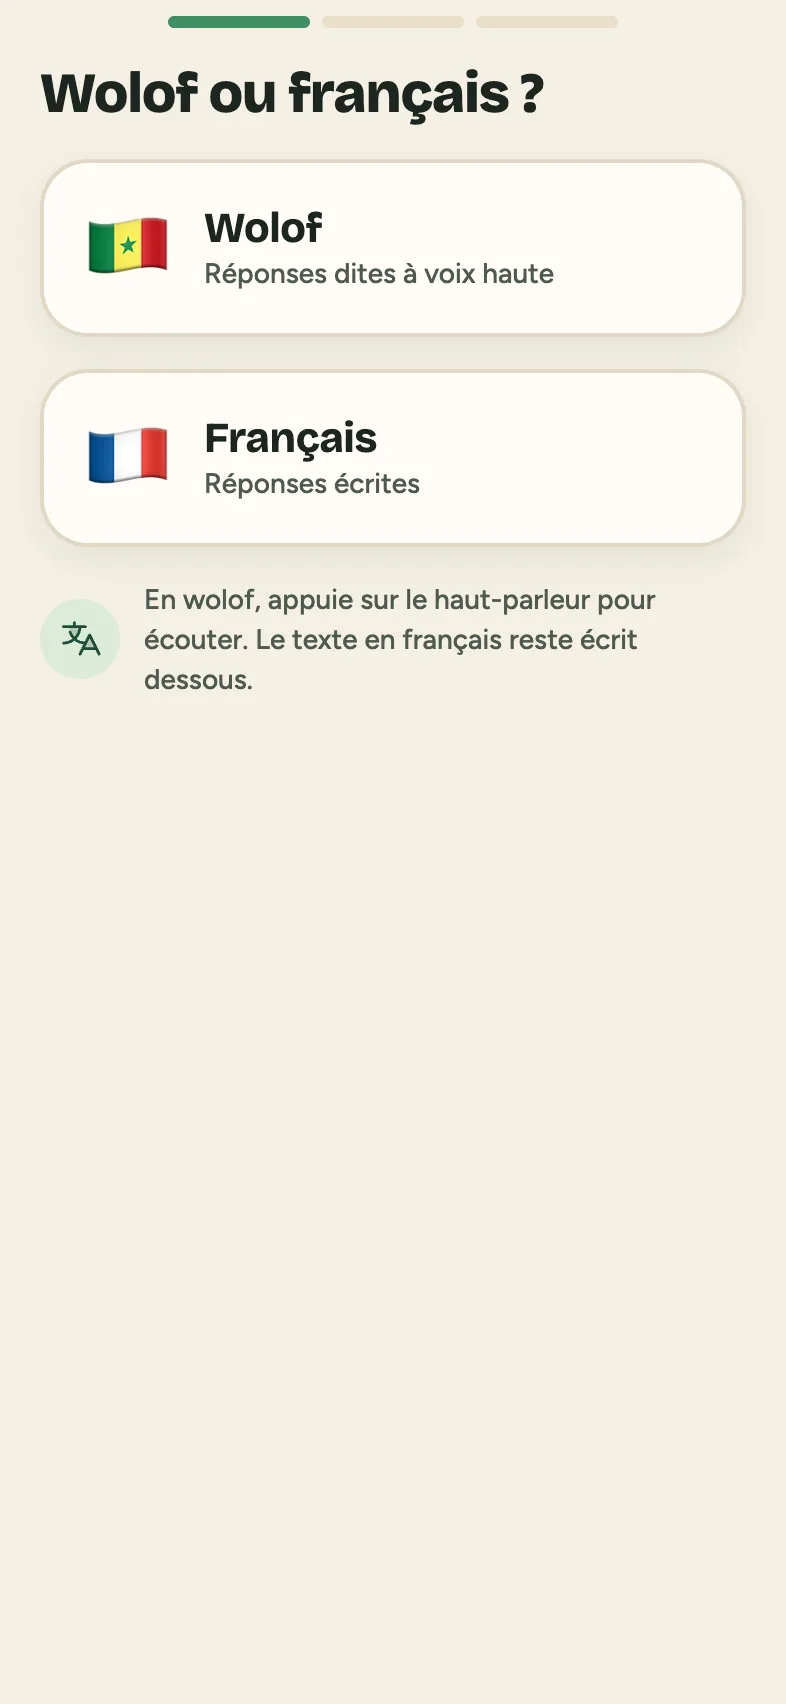 Wolof ou français ?
Wolof
Réponses dites à voix haute
Français
Réponses écrites
En wolof, appuie sur le haut-parleur pour
écouter. Le texte en français reste écrit
dessous.